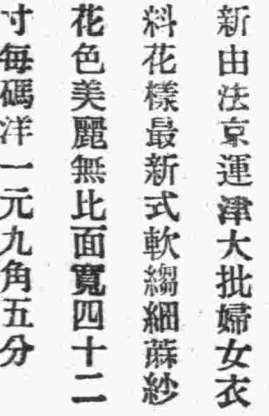 新由法京運津大批婦女衣
料花樣最新式軟縐細蔴紗
花色美麗無比面寬四十二
寸每碼洋一元九角五分